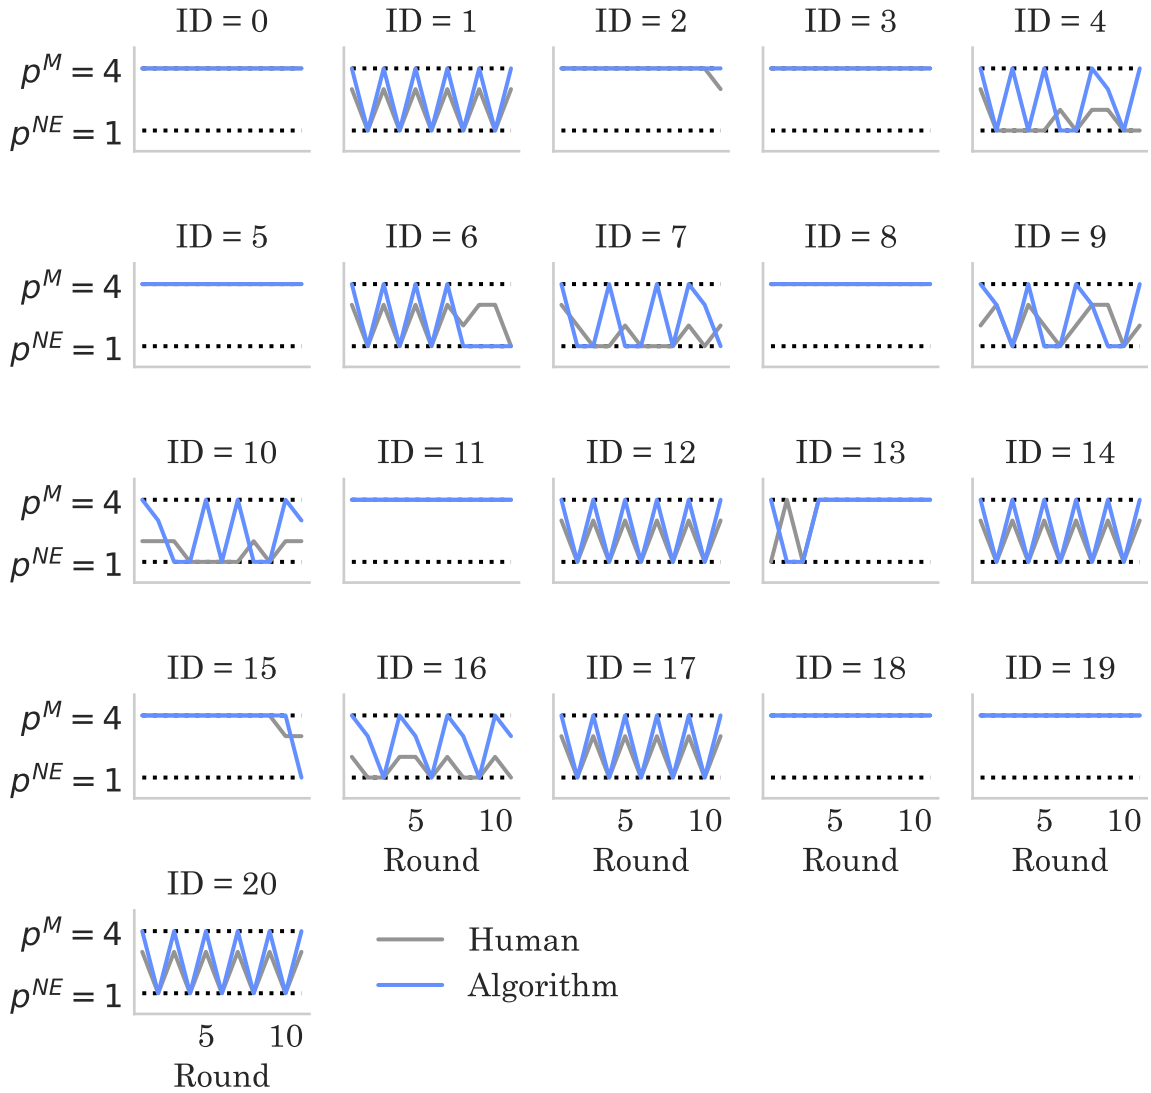 ID = 0 ID = 1 ID = 2 ID = 3 ID = 4
p^M = 4
p^NE = 1
ID = 5 ID = 6 ID = 7 ID = 8 ID = 9
p^M = 4
p^NE = 1
ID = 10 ID = 11 ID = 12 ID = 13 ID = 14
p^M = 4
p^NE = 1
ID = 15 ID = 16 ID = 17 ID = 18 ID = 19
p^M = 4
p^NE = 1
5 10 5 10 5 10 5 10
Round Round Round Round
ID = 20
p^M = 4
p^NE = 1
5 10
Round
Human
Algorithm